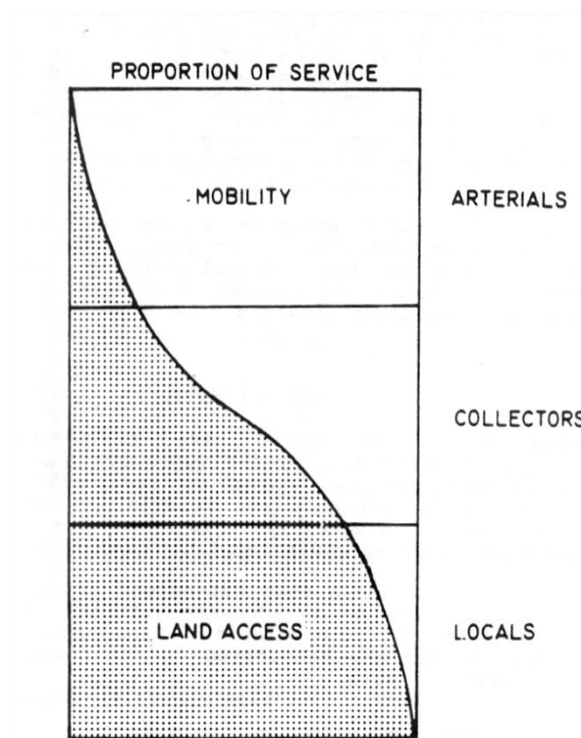 PROPORTION OF SERVICE
MOBILITY
ARTERIALS
COLLECTORS
LAND ACCESS
LOCALS